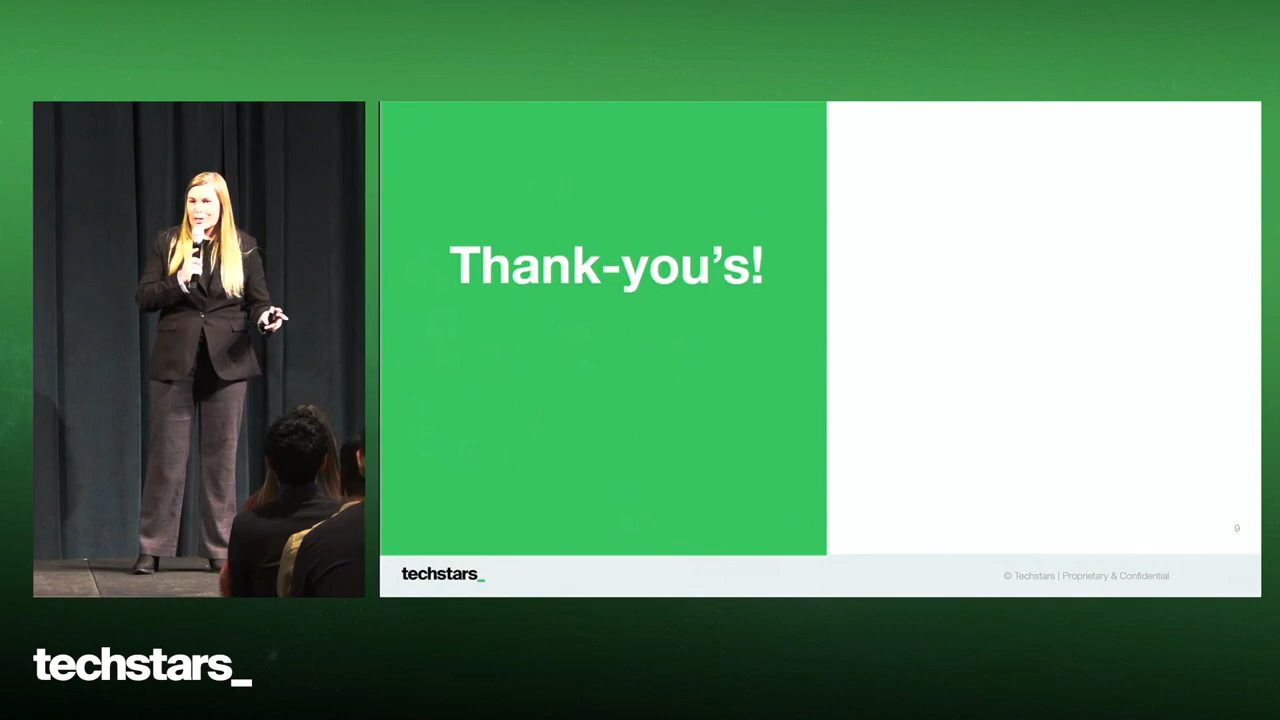 Thank-you's!
9
techstars_
© Techstars | Proprietary & Confidential
techstars_